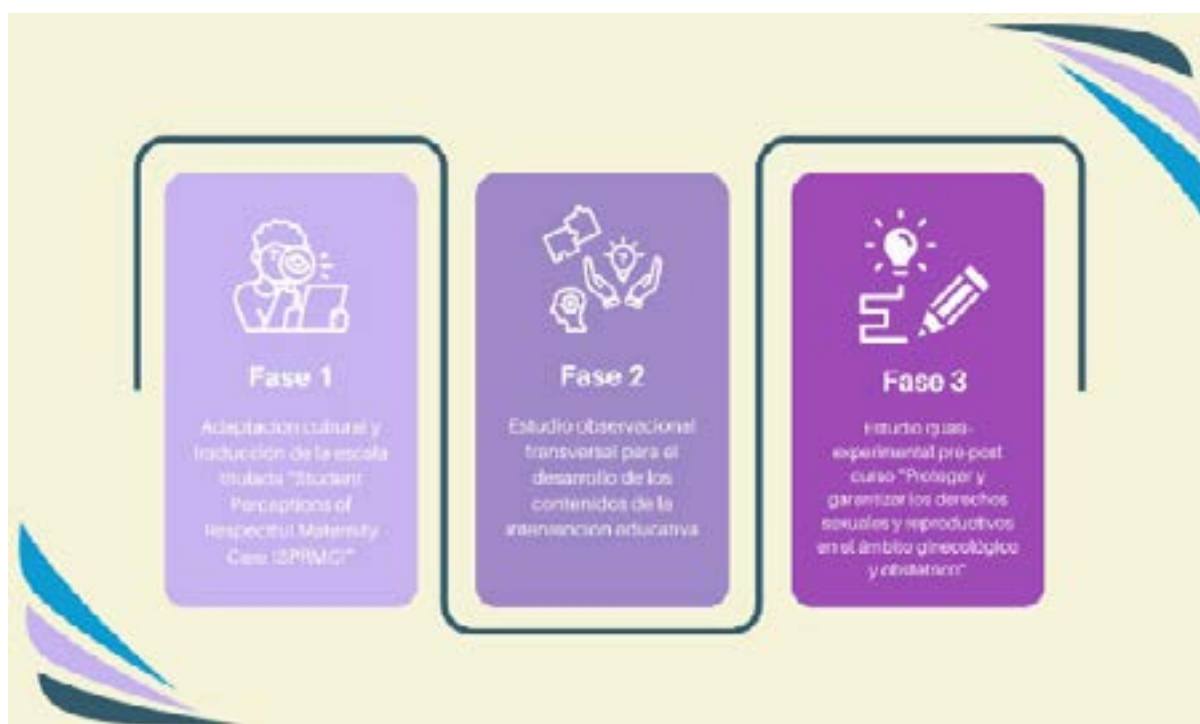 Fase 1
Adaptación cultural y
traducción de la escala
titulada "Student
Perceptions of
Respectful Maternity
Care (SPRMC)"
Fase 2
Estudio observacional
transversal para el
desarrollo de los
contenidos de la
intervención educativa
Fase 3
Estudio quasi-
experimental pre-post
curso "Proteger y
garantizar los derechos
sexuales y reproductivos
en el ámbito ginecológico
y obstétrico"